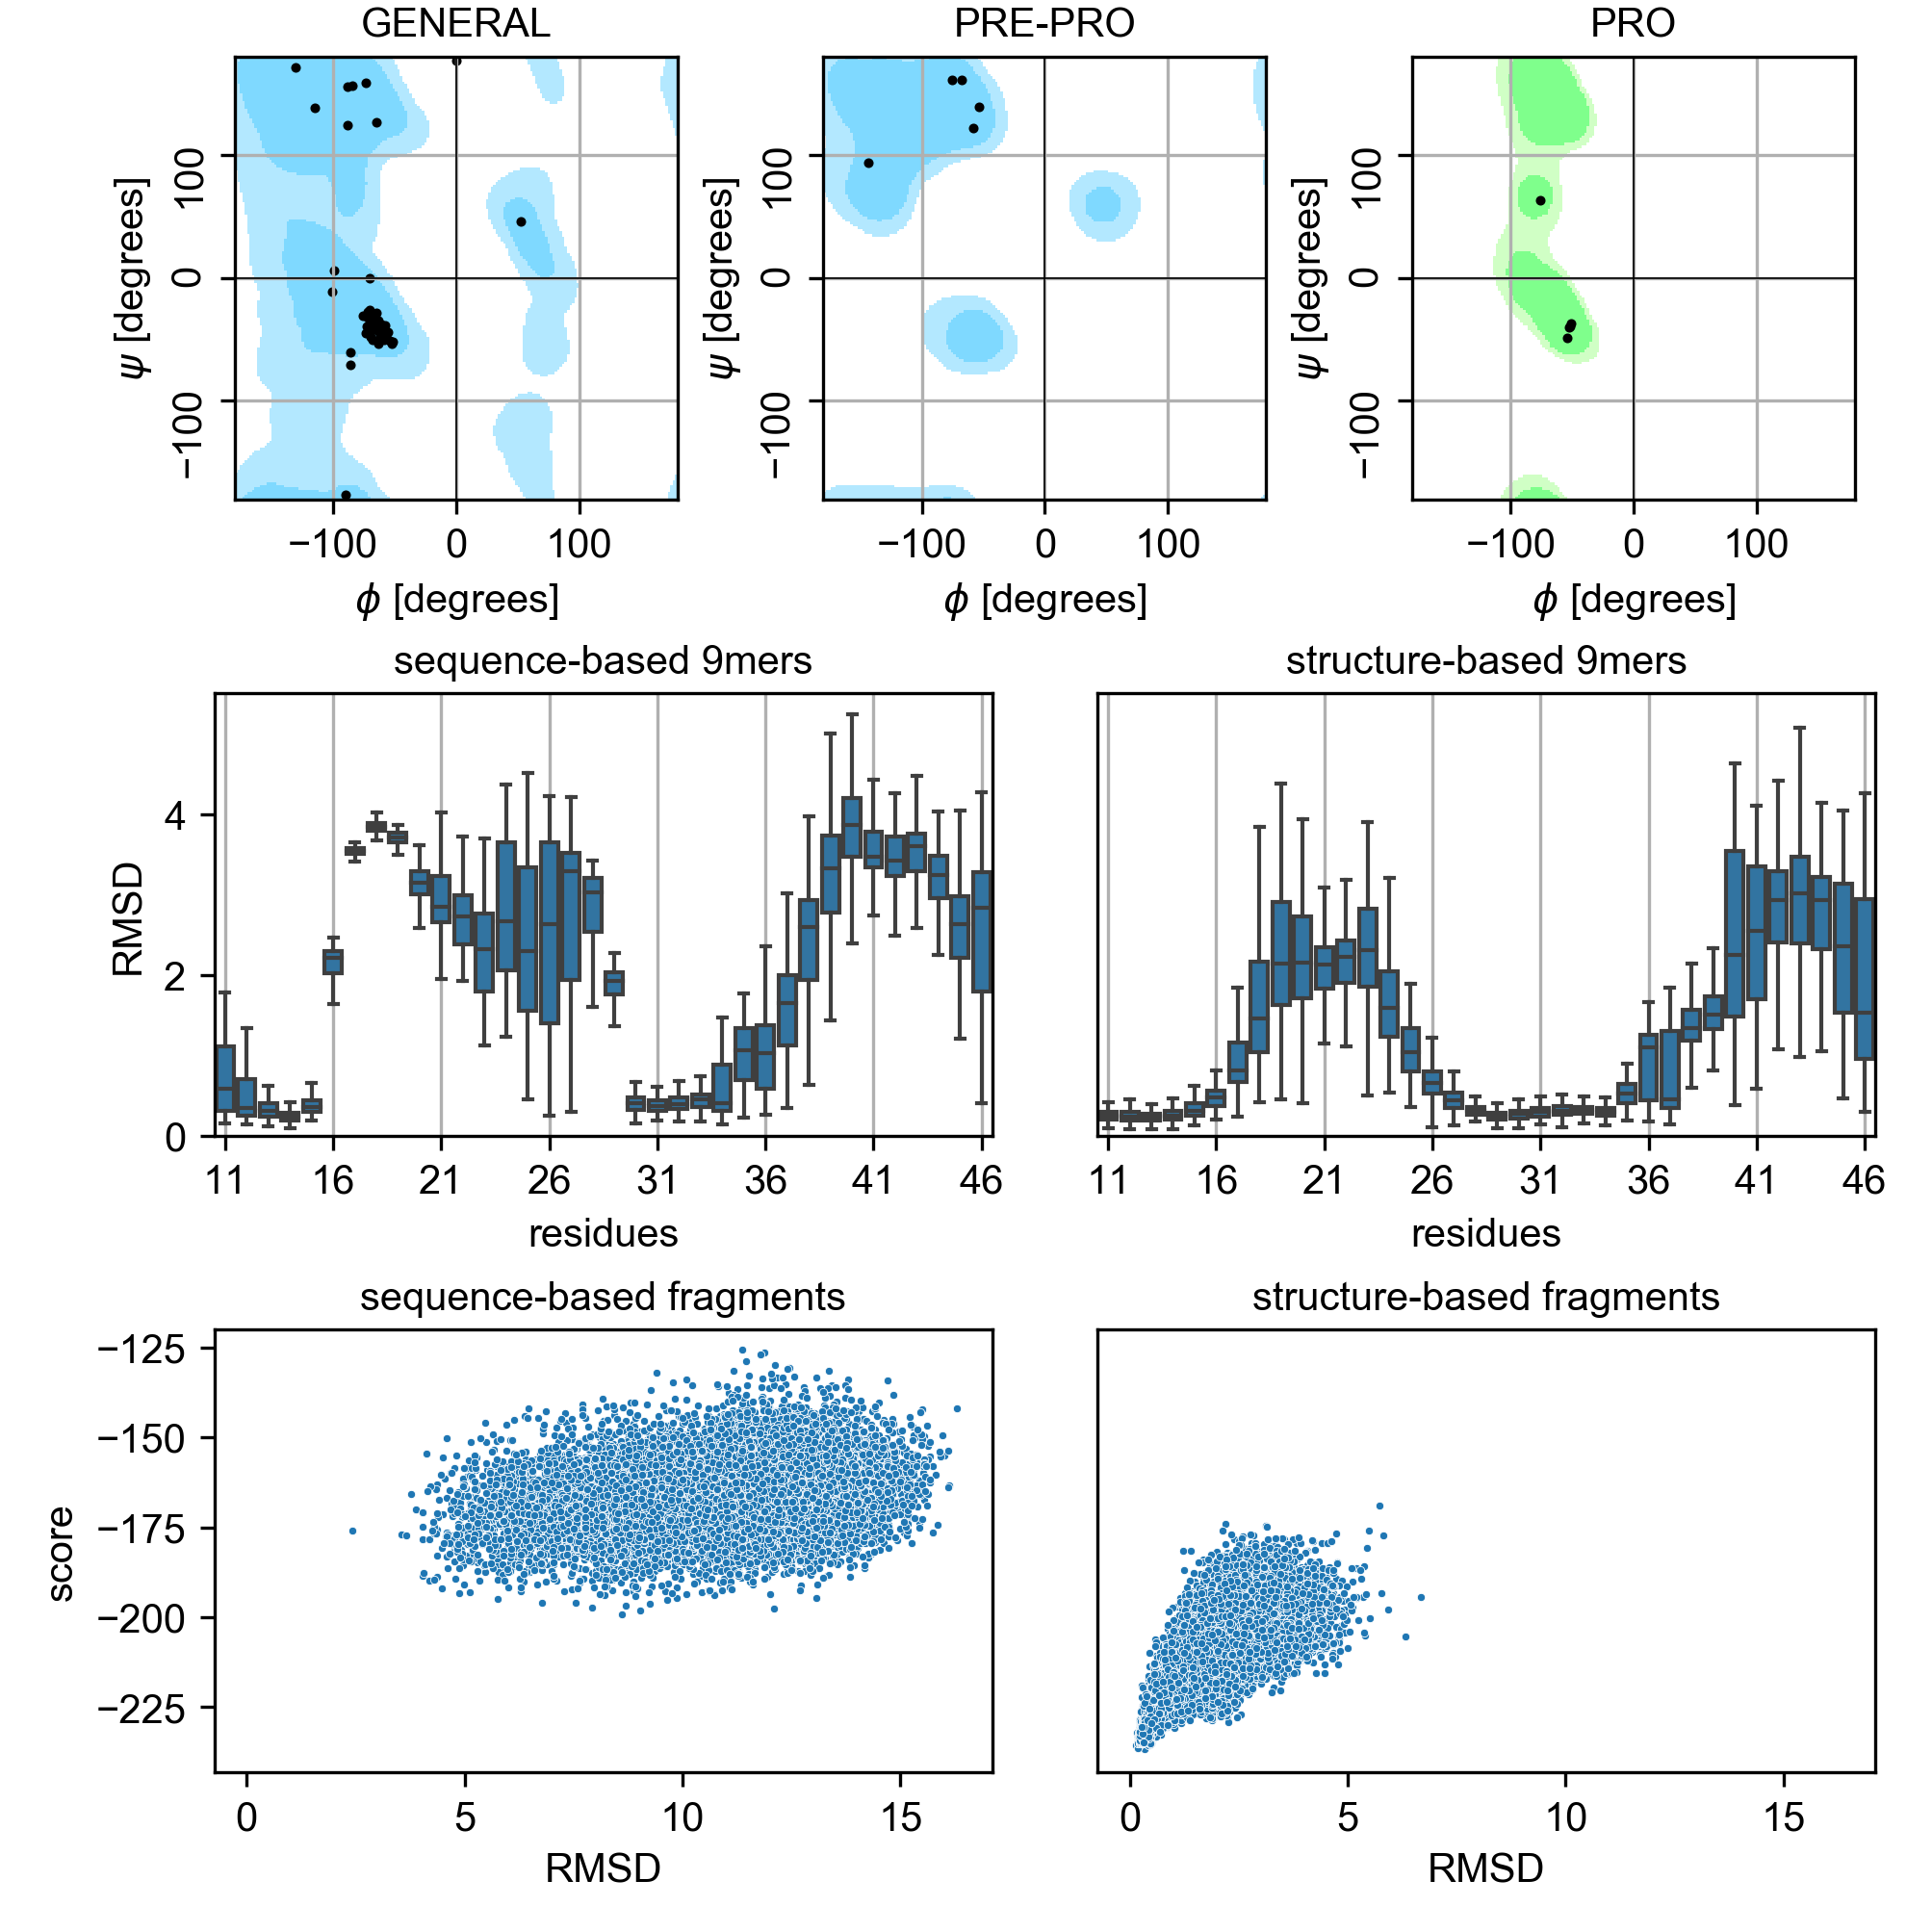 GENERAL PRE-PRO PRO
100 100 100
0 0 0
−100 −100 −100
ψ [degrees] ψ [degrees] ψ [degrees]
−100 0 100 −100 0 100 −100 0 100
ϕ [degrees] ϕ [degrees] ϕ [degrees]
sequence-based 9mers structure-based 9mers
4
RMSD
2
0
11 16 21 26 31 36 41 46 11 16 21 26 31 36 41 46
residues residues
sequence-based fragments structure-based fragments
−125
−150
−175
score
−200
−225
0 5 10 15 0 5 10 15
RMSD RMSD